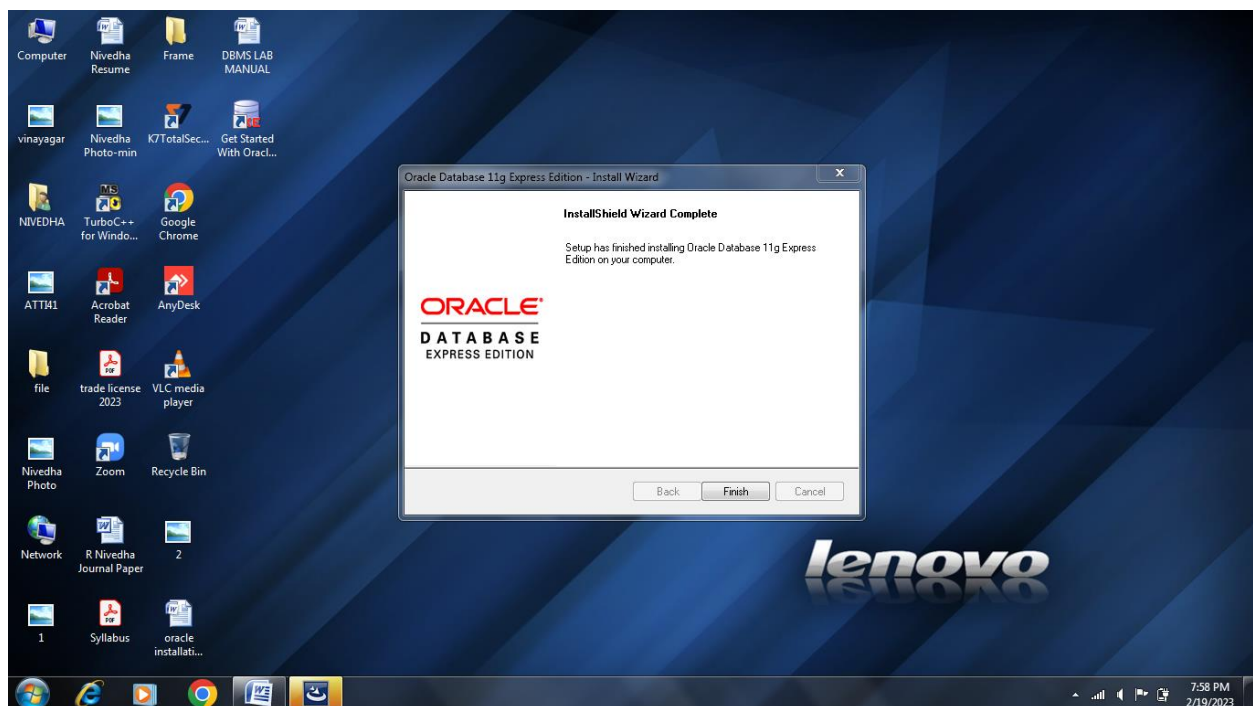 Computer
Nivedha
Resume
Frame
DBMS LAB
MANUAL
vinayagar
Nivedha
Photo-min
K7TotalSec...
Get Started
With Oracl...
NIVEDHA
TurboC++
for Windo...
Google
Chrome
ATTI41
Acrobat
Reader
AnyDesk
file
trade license
2023
VLC media
player
Nivedha
Photo
Zoom
Recycle Bin
Network
R Nivedha
Journal Paper
2
1
Syllabus
oracle
installati...
Oracle Database 11g Express Edition - Install Wizard
InstallShield Wizard Complete
Setup has finished installing Oracle Database 11g Express
Edition on your computer.
ORACLE
DATABASE
EXPRESS EDITION
Back
Finish
Cancel
lenovo
7:58 PM
2/19/2023